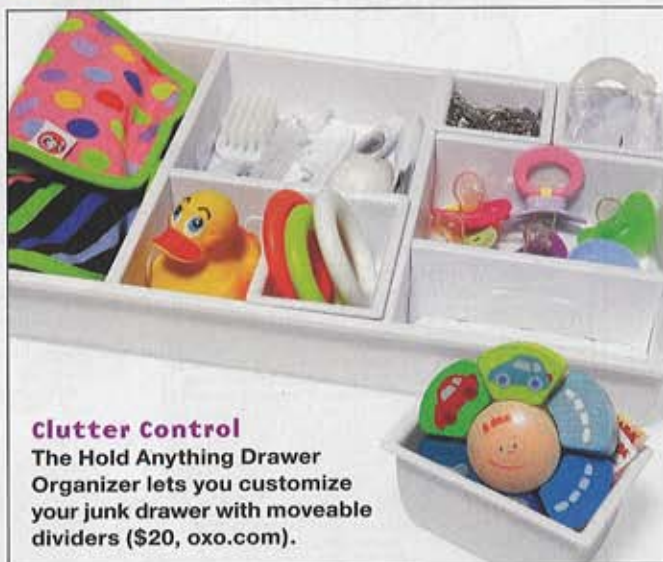 Clutter Control
The Hold Anything Drawer
Organizer lets you customize
your junk drawer with moveable
dividers ($20, oxo.com).